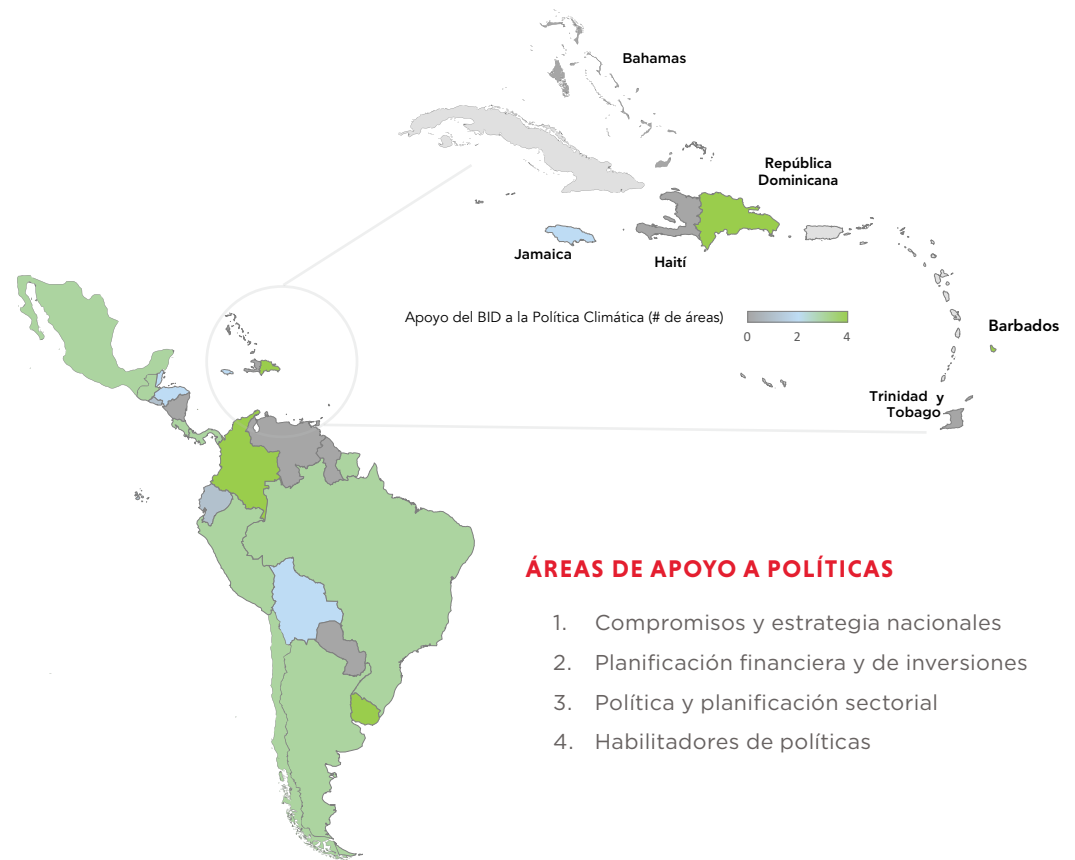 Bahamas
República
Dominicana
Jamaica
Haití
Apoyo del BID a la Política Climática (# de áreas)
0 2 4
Barbados
Trinidad y
Tobago
ÁREAS DE APOYO A POLÍTICAS
1. Compromisos y estrategia nacionales
2. Planificación financiera y de inversiones
3. Política y planificación sectorial
4. Habilitadores de políticas